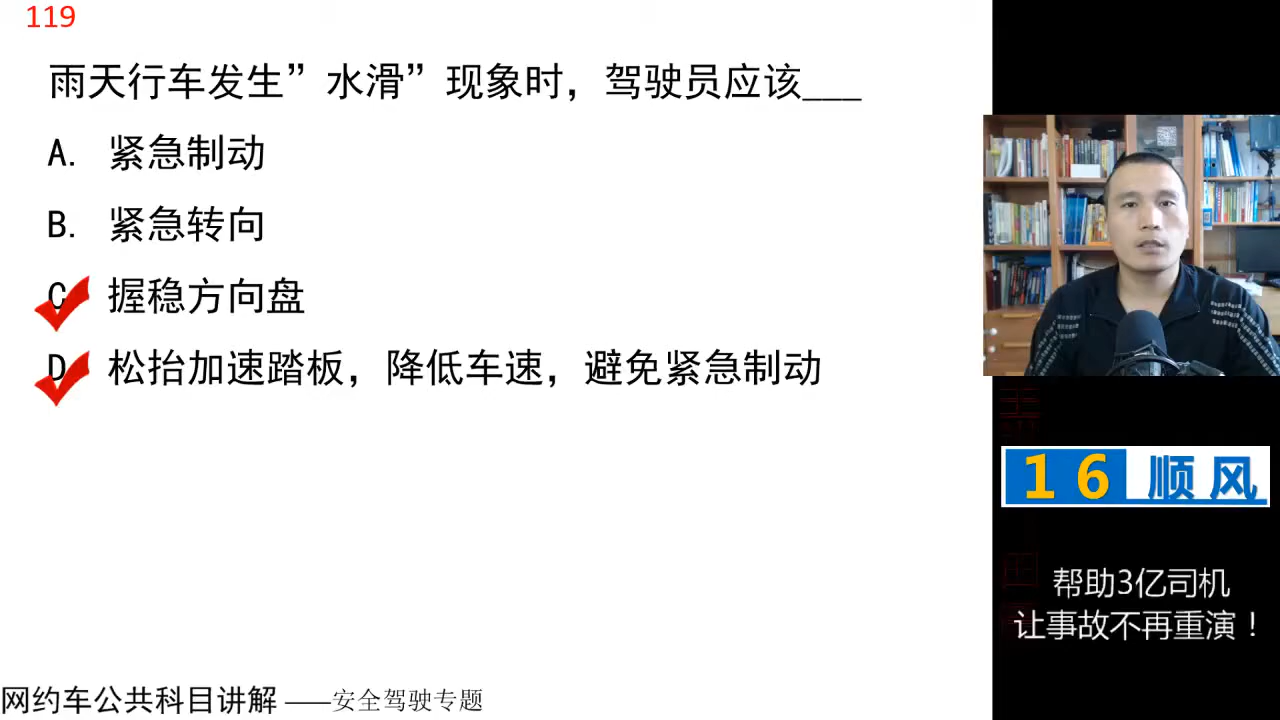 119
雨天行车发生”水滑”现象时，驾驶员应该___
A. 紧急制动
B. 紧急转向
C 握稳方向盘
D 松抬加速踏板，降低车速，避免紧急制动
16顺风
帮助3亿司机
让事故不再重演！
网约车公共科目讲解 ——安全驾驶专题